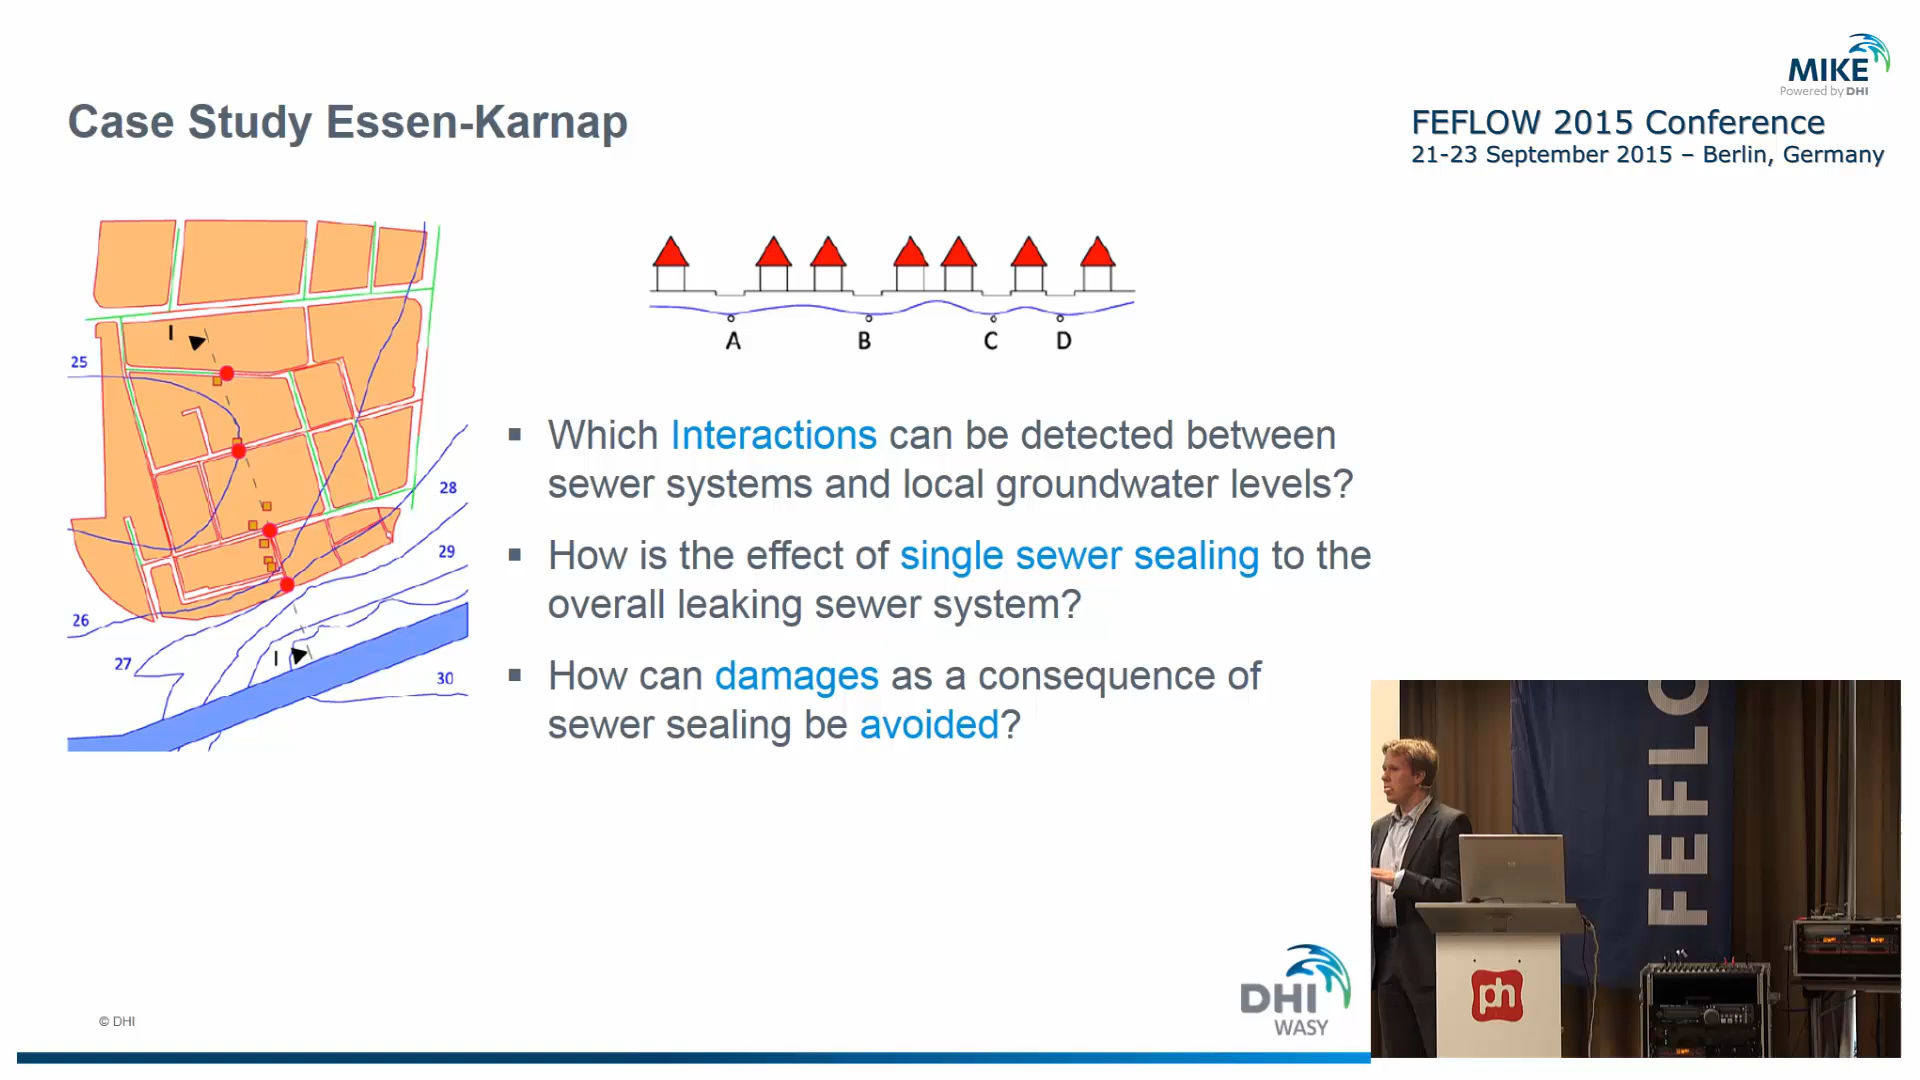 MIKE
Powered by DHI
Case Study Essen-Karnap
FEFLOW 2015 Conference
21-23 September 2015 – Berlin, Germany
A B C D
I
25
28
29
26
27
I
30
▪ Which Interactions can be detected between
sewer systems and local groundwater levels?
▪ How is the effect of single sewer sealing to the
overall leaking sewer system?
▪ How can damages as a consequence of
sewer sealing be avoided?
FEFLO
ph
DHI
WASY
© DHI